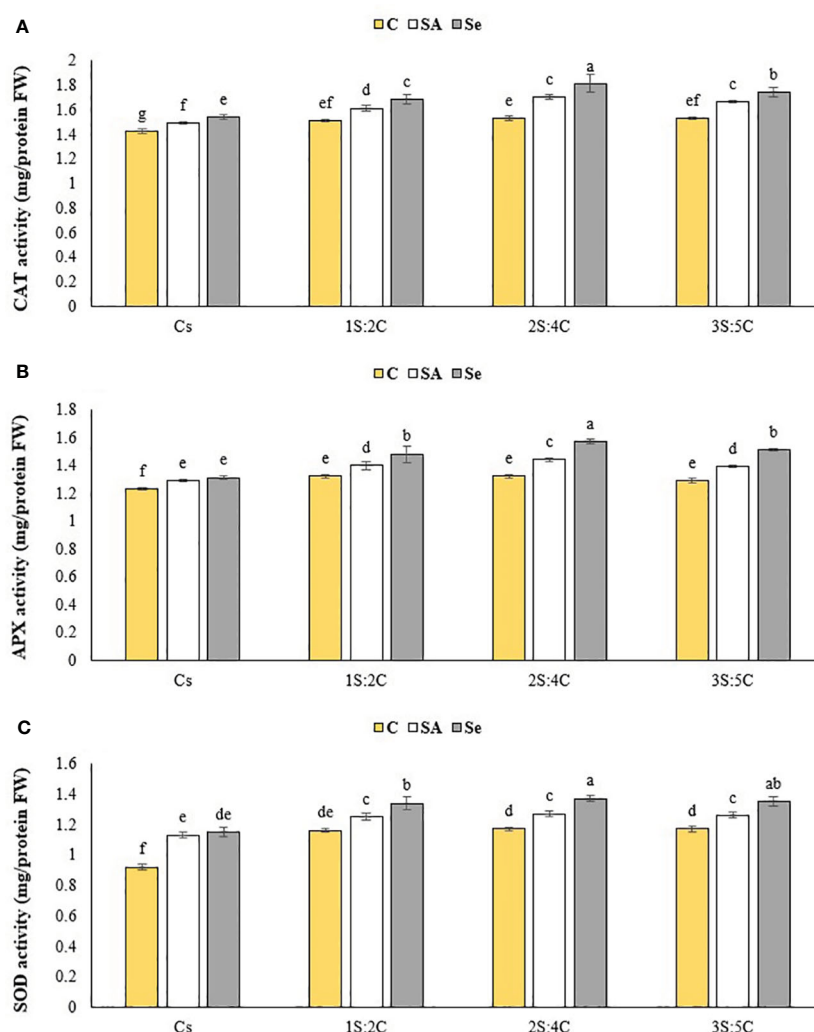 A
C SA Se
CAT activity (mg/protein FW)
2
1.8
1.6
1.4
1.2
1
0.8
0.6
0.4
0.2
0
g f e
ef d c
e c a
ef c b
Cs 1S:2C 2S:4C 3S:5C
B
C SA Se
APX activity (mg/protein FW)
1.8
1.6
1.4
1.2
1
0.8
0.6
0.4
0.2
0
f e e
e d b
e c a
e d b
Cs 1S:2C 2S:4C 3S:5C
C
C SA Se
SOD activity (mg/protein FW)
1.6
1.4
1.2
1
0.8
0.6
0.4
0.2
0
f e de
de c b
d c a
d c ab
Cs 1S:2C 2S:4C 3S:5C